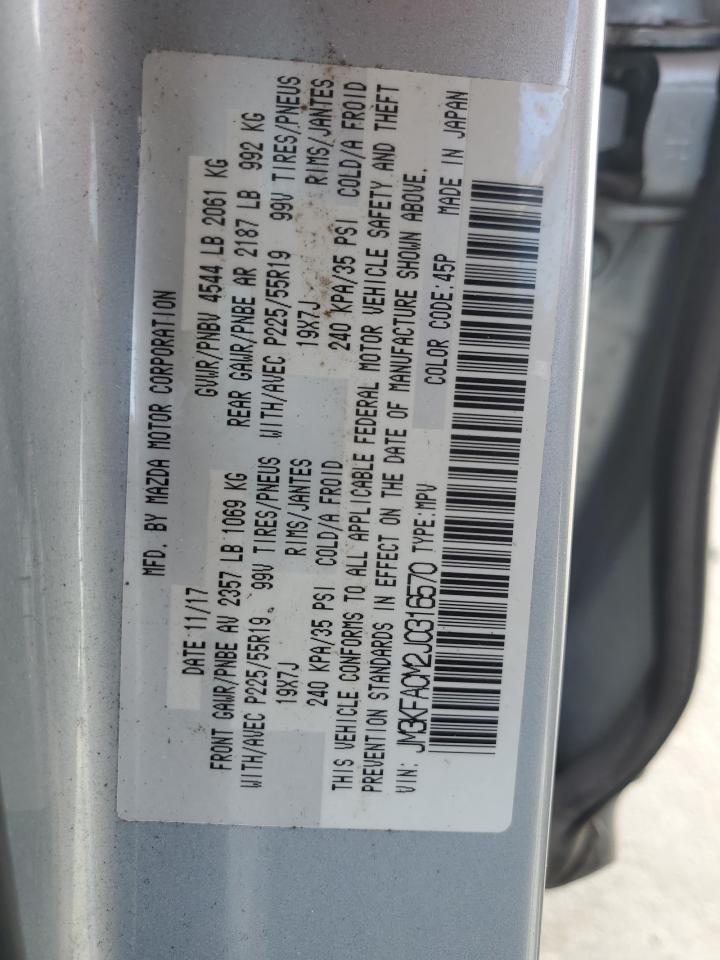 MFD. BY MAZDA MOTOR CORPORATION
DATE 11/17 GVWR/PNBV 4544 LB 2061 KG
FRONT GAWR/PNBE AV 2357 LB 1069 KG REAR GAWR/PNBE AR 2187 LB 992 KG
WITH/AVEC P225/55R19 99V TIRES/PNEUS WITH/AVEC P225/55R19 99V TIRES/PNEUS
19X7J RIMS/JANTES 19X7J RIMS/JANTES
240 KPA/35 PSI COLD/A FROID 240 KPA/35 PSI COLD/A FROID
THIS VEHICLE CONFORMS TO ALL APPLICABLE FEDERAL MOTOR VEHICLE SAFETY AND THEFT
PREVENTION STANDARDS IN EFFECT ON THE DATE OF MANUFACTURE SHOWN ABOVE.
VIN: JM3KFACM2J0316570 TYPE:MPV COLOR CODE:45P MADE IN JAPAN